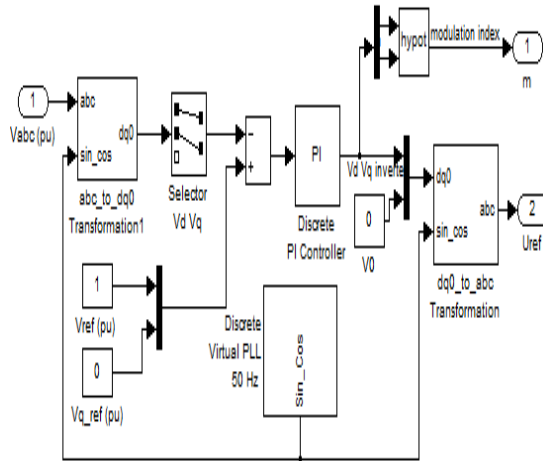 modulation index
hypot
1
m
1
Vabc (pu)
abc
sin_cos
dq0
abc_to_dq0
Transformation1
Selector
Vd Vq
−
+
PI
Discrete
PI Controller
Vd Vq inverte
0
V0
dq0
sin_cos
abc
dq0_to_abc
Transformation
2
Uref
1
Vref (pu)
0
Vq_ref (pu)
Discrete
Virtual PLL
50 Hz
Sin_Cos